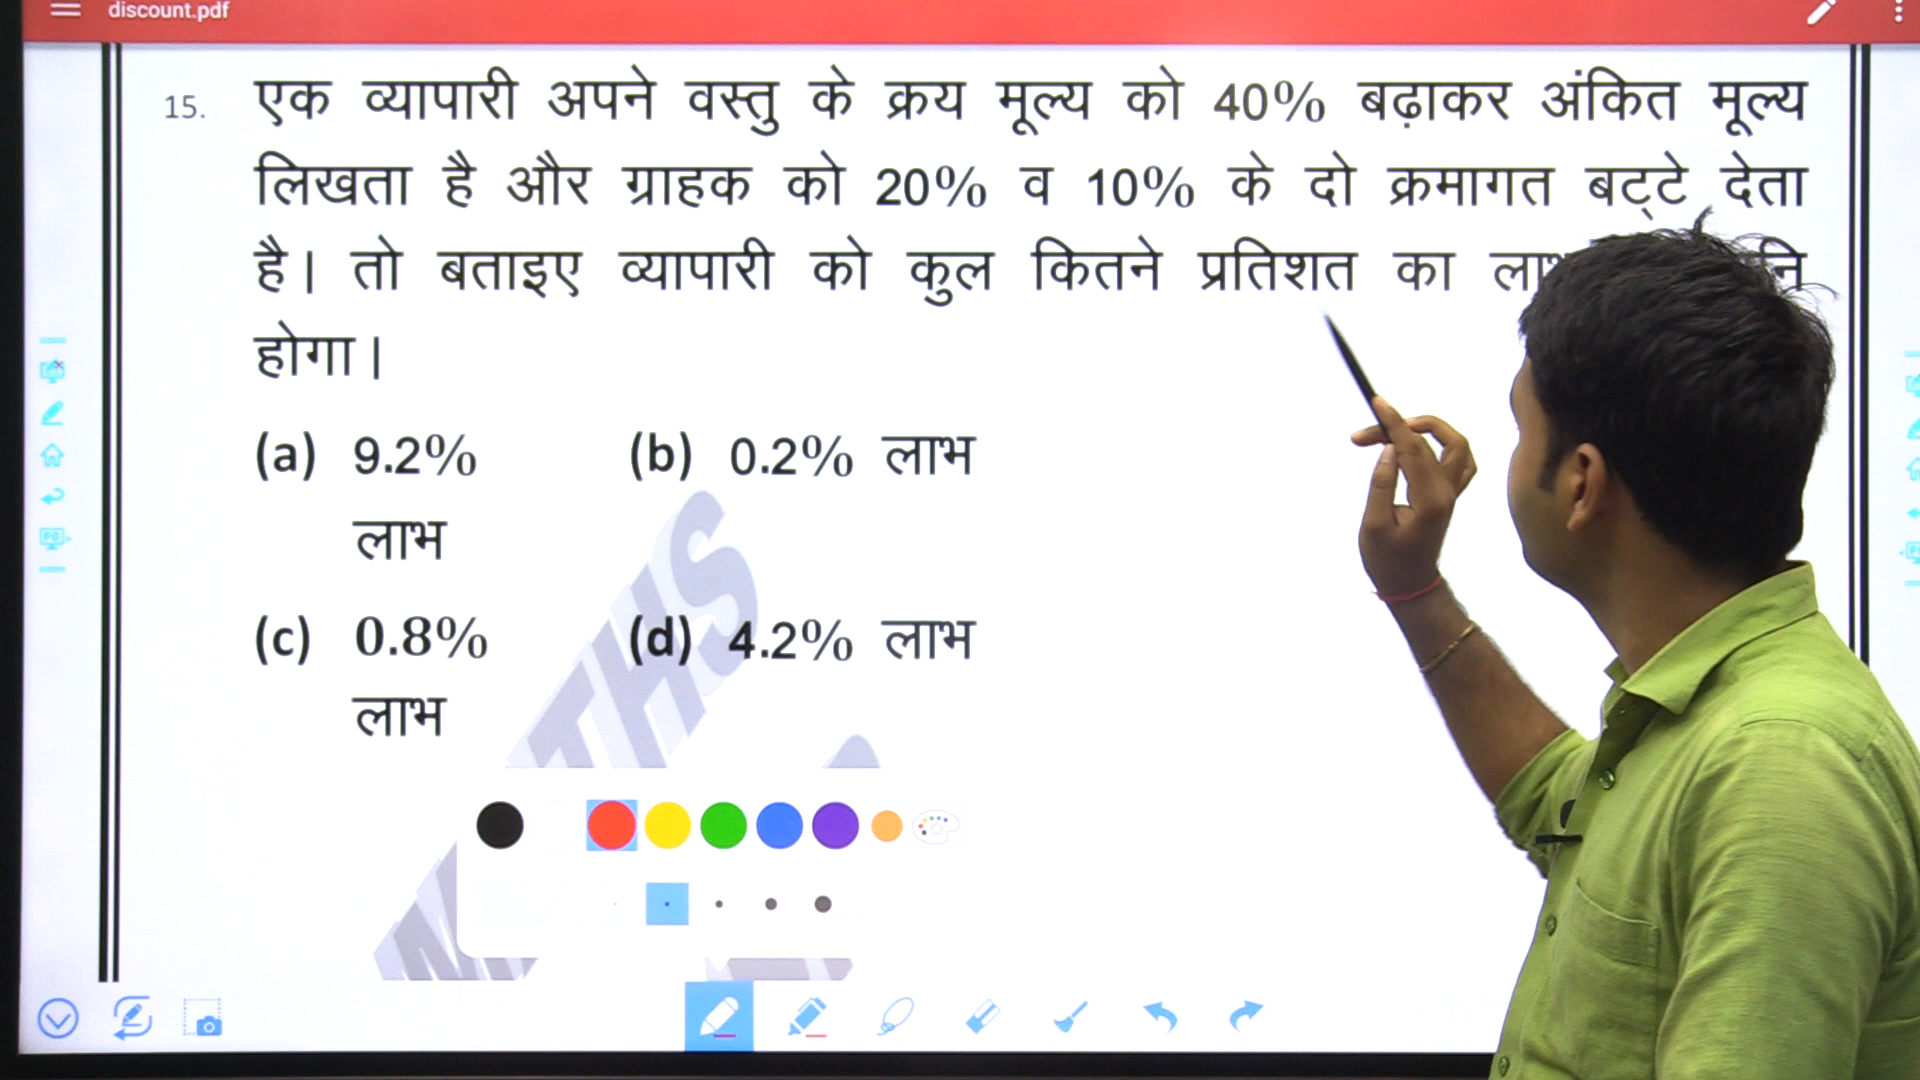 discount.pdf
15. एक व्यापारी अपने वस्तु के क्रय मूल्य को 40% बढ़ाकर अंकित मूल्य
लिखता है और ग्राहक को 20% व 10% के दो क्रमागत बट्टे देता
है। तो बताइए व्यापारी को कुल कितने प्रतिशत का
होगा।
(a) 9.2% लाभ
(b) 0.2% लाभ
(c) 0.8% लाभ
(d) 4.2% लाभ